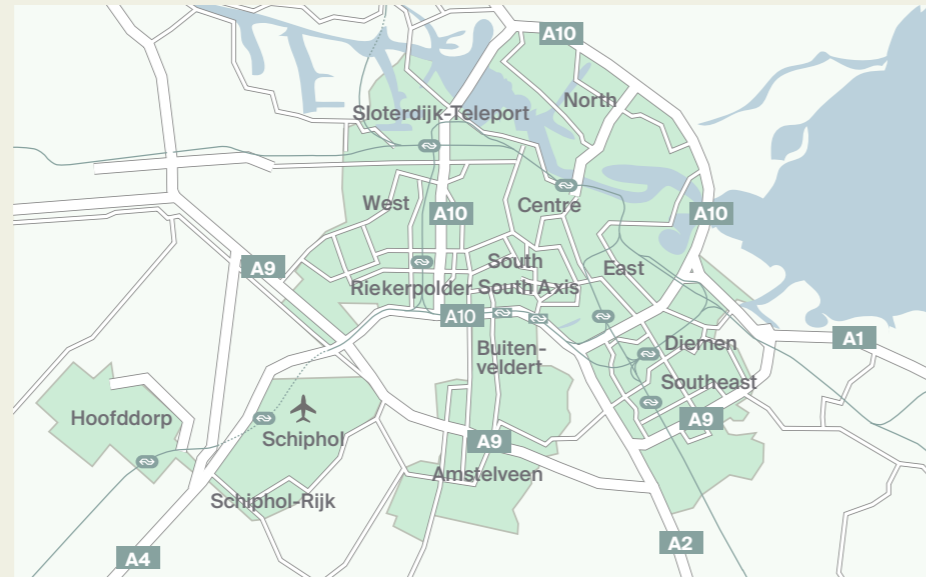 A10
North
Sloterdijk-Teleport
West
A10
Centre
A10
A9
South
East
Riekerpolder
South Axis
A10
A1
Buiten-
veldert
Diemen
Southeast
Hoofddorp
A9
Schiphol
A9
Amstelveen
Schiphol-Rijk
A4
A2